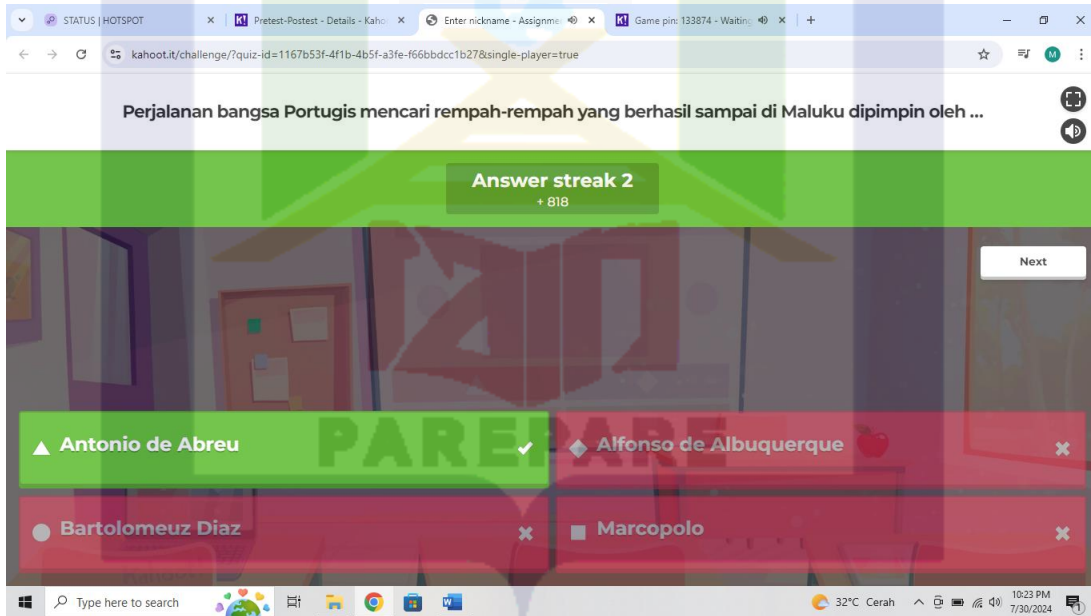 STATUS | HOTSPOT
Pretest-Postest - Details - Kaho
Enter nickname - Assignme
Game pin: 133874 - Waiting
kahoot.it/challenge/?quiz-id=1167b53f-4f1b-4b5f-a3fe-f66bbdcc1b27&single-player=true
M
Perjalanan bangsa Portugis mencari rempah-rempah yang berhasil sampai di Maluku dipimpin oleh ...
Answer streak 2
+ 818
Next
Antonio de Abreu
Alfonso de Albuquerque
PAREPARE
Bartolomeuz Diaz
Marcopolo
Type here to search
32°C Cerah
10:23 PM
7/30/2024